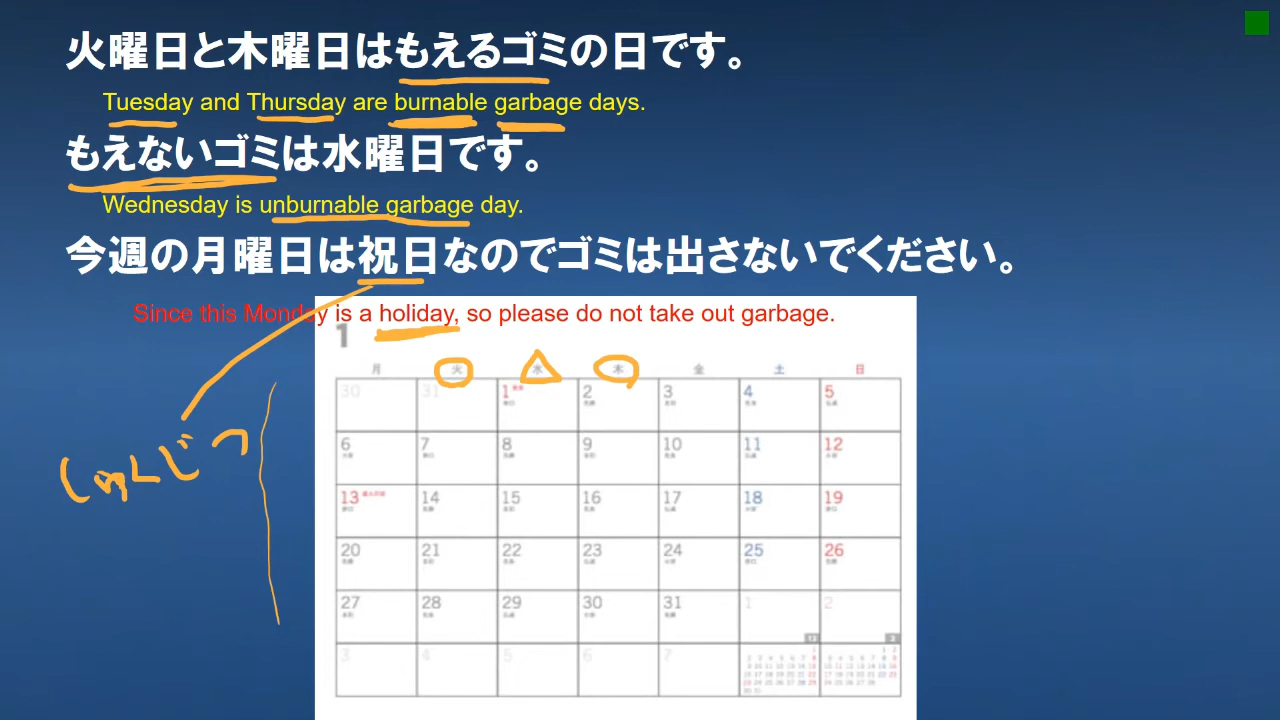 火曜日と木曜日はもえるゴミの日です。
Tuesday and Thursday are burnable garbage days.
もえないゴミは水曜日です。
Wednesday is unburnable garbage day.
今週の月曜日は祝日なのでゴミは出さないでください。
Since this Monday is a holiday, so please do not take out garbage.
1
月 火 水 木 金 土 日
30 31 1 2 3 4 5
6 7 8 9 10 11 12
しゅくじつ
13 14 15 16 17 18 19
20 21 22 23 24 25 26
27 28 29 30 31 1 2
3 4 5 6 7